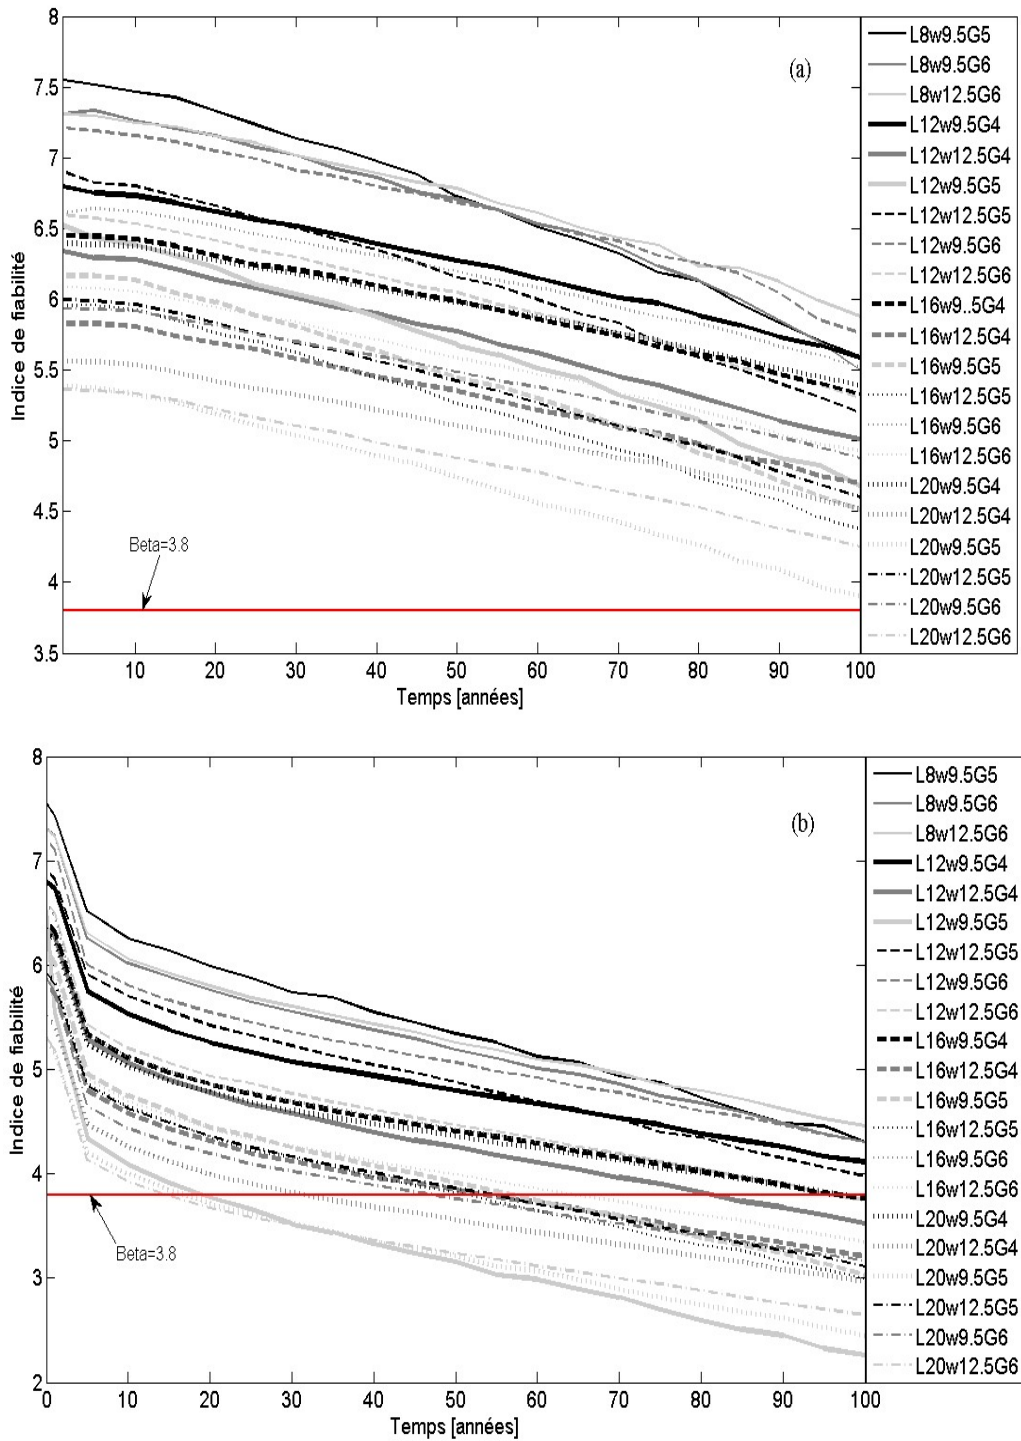 8
7.5
7
6.5
6
5.5
5
4.5
4
3.5
Indice de fiabilité
(a)
Beta=3.8
10 20 30 40 50 60 70 80 90 100
Temps [années]
L8w9.5G5
L8w9.5G6
L8w12.5G6
L12w9.5G4
L12w12.5G4
L12w9.5G5
L12w12.5G5
L12w9.5G6
L12w12.5G6
L16w9.5G4
L16w12.5G4
L16w9.5G5
L16w12.5G5
L16w9.5G6
L16w12.5G6
L20w9.5G4
L20w12.5G4
L20w9.5G5
L20w12.5G5
L20w9.5G6
L20w12.5G6
8
7
6
5
4
3
2
Indice de fiabilité
(b)
Beta=3.8
0 10 20 30 40 50 60 70 80 90 100
Temps [années]
L8w9.5G5
L8w9.5G6
L8w12.5G6
L12w9.5G4
L12w12.5G4
L12w9.5G5
L12w12.5G5
L12w9.5G6
L12w12.5G6
L16w9.5G4
L16w12.5G4
L16w9.5G5
L16w12.5G5
L16w9.5G6
L16w12.5G6
L20w9.5G4
L20w12.5G4
L20w9.5G5
L20w12.5G5
L20w9.5G6
L20w12.5G6